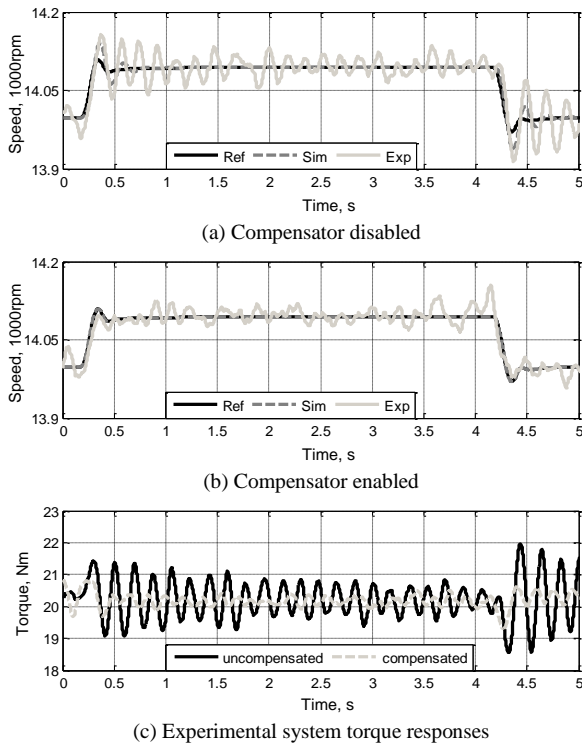 14.2
14.05
13.9
Speed, 1000rpm
Ref Sim Exp
0 0.5 1 1.5 2 2.5 3 3.5 4 4.5 5
Time, s
(a) Compensator disabled
14.2
14.05
13.9
Speed, 1000rpm
Ref Sim Exp
0 0.5 1 1.5 2 2.5 3 3.5 4 4.5 5
Time, s
(b) Compensator enabled
23
22
21
20
19
18
Torque, Nm
uncompensated compensated
0 0.5 1 1.5 2 2.5 3 3.5 4 4.5 5
Time, s
(c) Experimental system torque responses